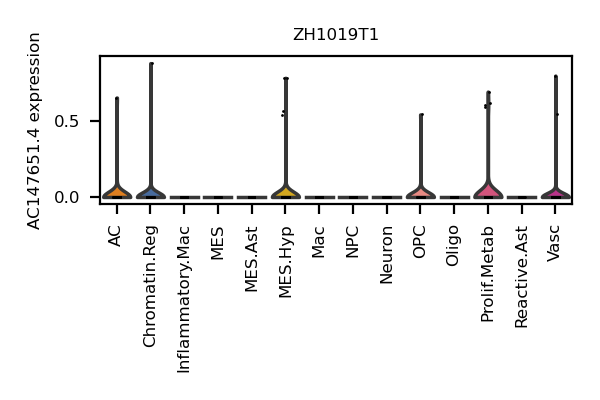 ZH1019T1
AC147651.4 expression
0.5
0.0
AC
Chromatin.Reg
Inflammatory.Mac
MES
MES.Ast
MES.Hyp
Mac
NPC
Neuron
OPC
Oligo
Prolif.Metab
Reactive.Ast
Vasc